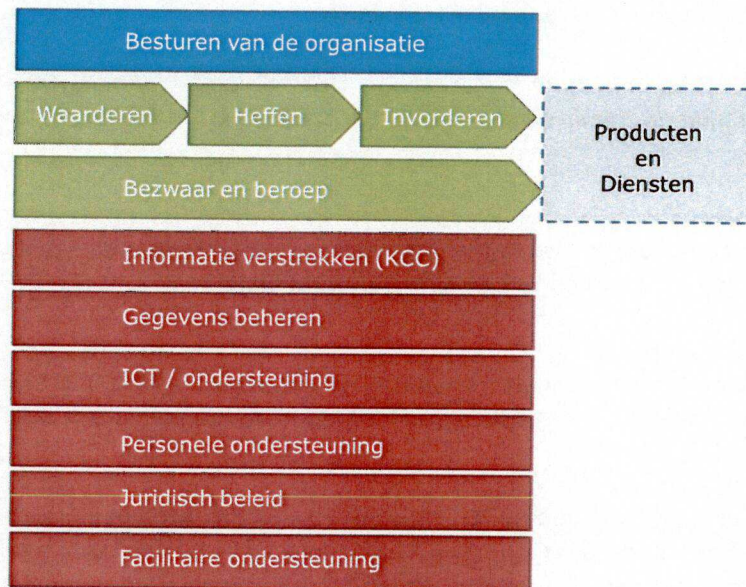 Besturen van de organisatie
Waarderen
Heffen
Invorderen
Producten
en
Diensten
Bezwaar en beroep
Informatie verstrekken (KCC)
Gegevens beheren
ICT / ondersteuning
Personele ondersteuning
Juridisch beleid
Facilitaire ondersteuning